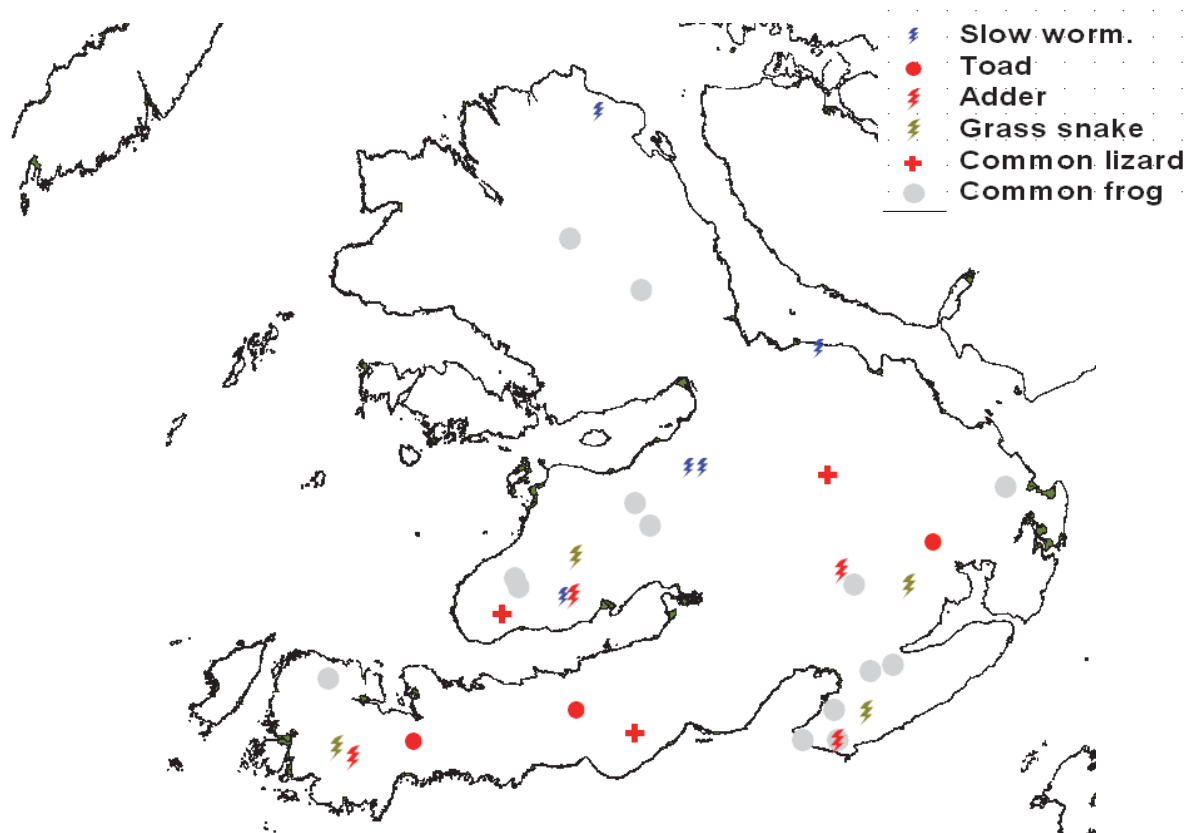 Slow worm.
Toad
Adder
Grass snake
Common lizard
Common frog